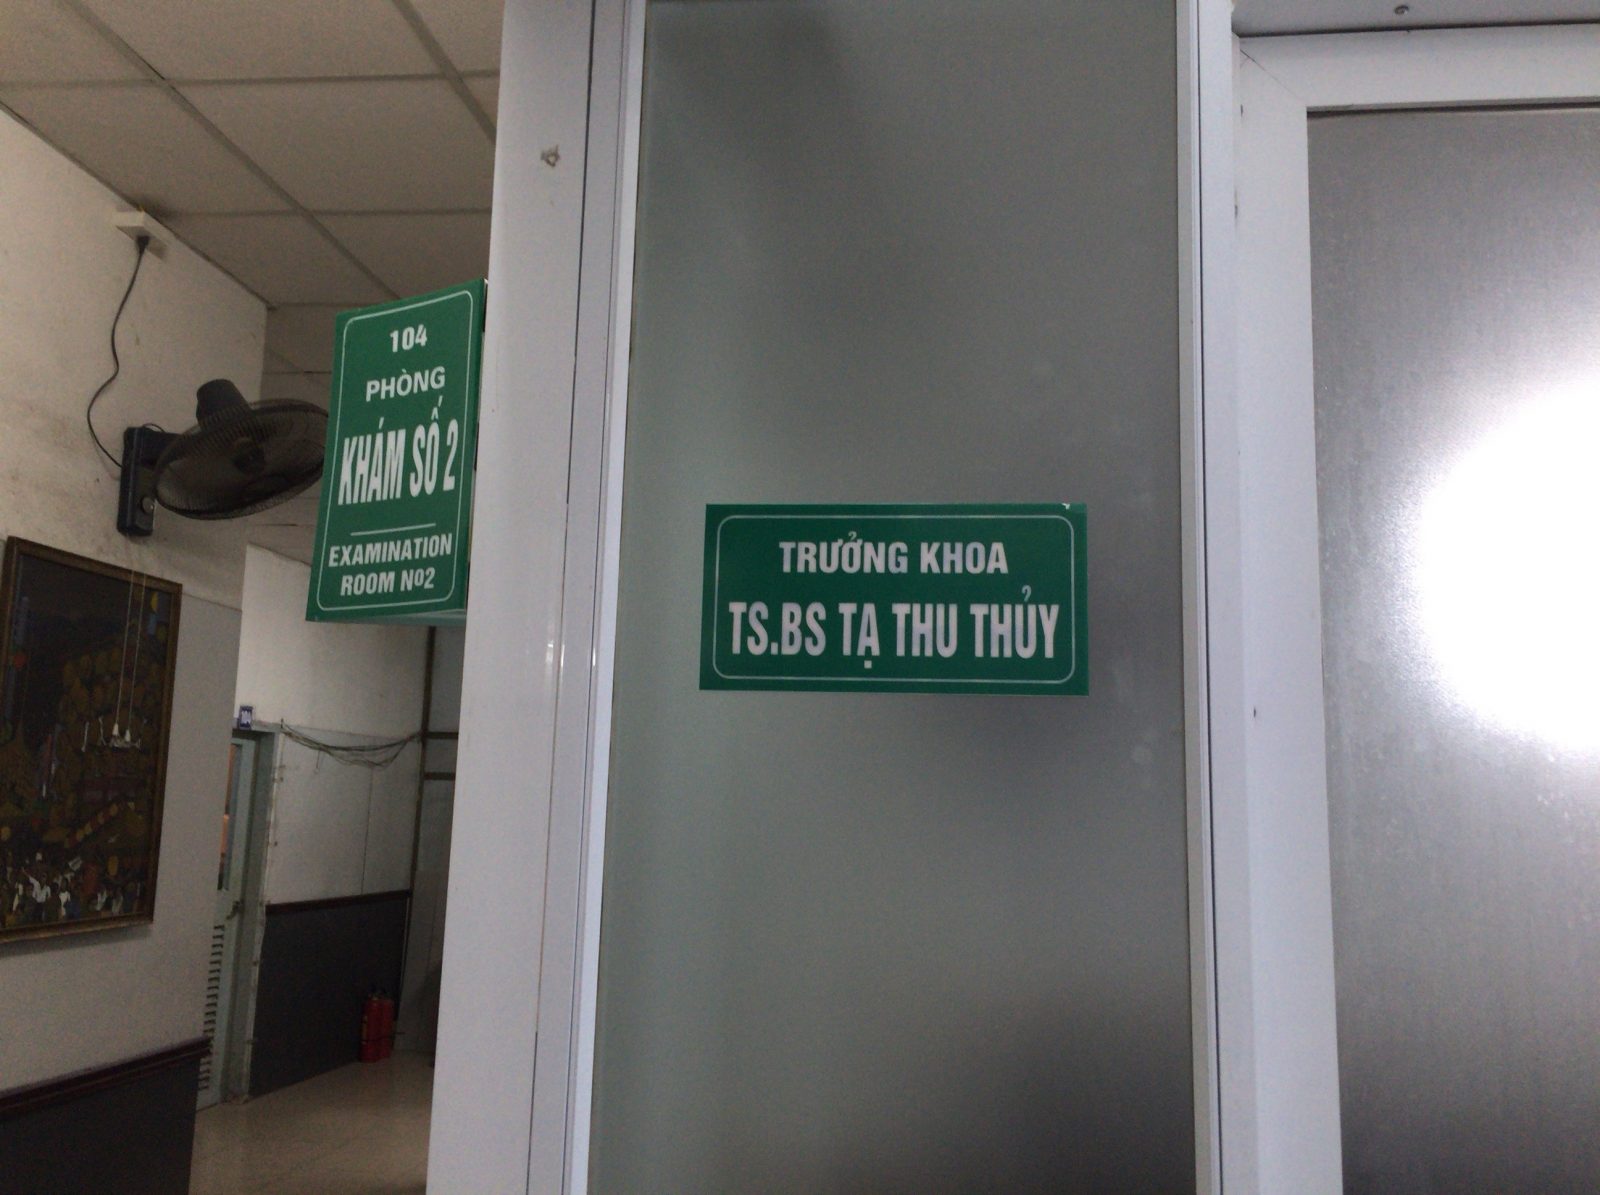 104
PHÒNG
KHÁM SỐ 2
EXAMINATION
ROOM Nº2
TRƯỞNG KHOA
TS.BS TẠ THU THỦY